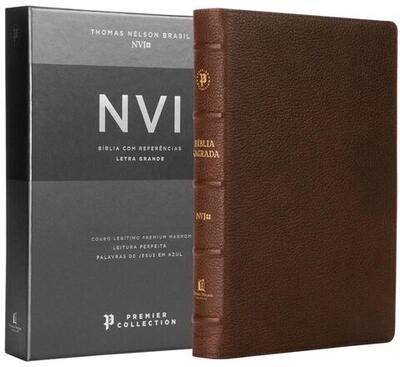 THOMAS NELSON BRASIL
NVI
NVI
BÍBLIA COM REFERÊNCIAS
LETRA GRANDE
COURO LEGÍTIMO PREMIUM MARROM
LEITURA PERFEITA
PALAVRAS DE JESUS EM AZUL
P
PREMIER
COLLECTION
P
BÍBLIA
SAGRADA
NVI